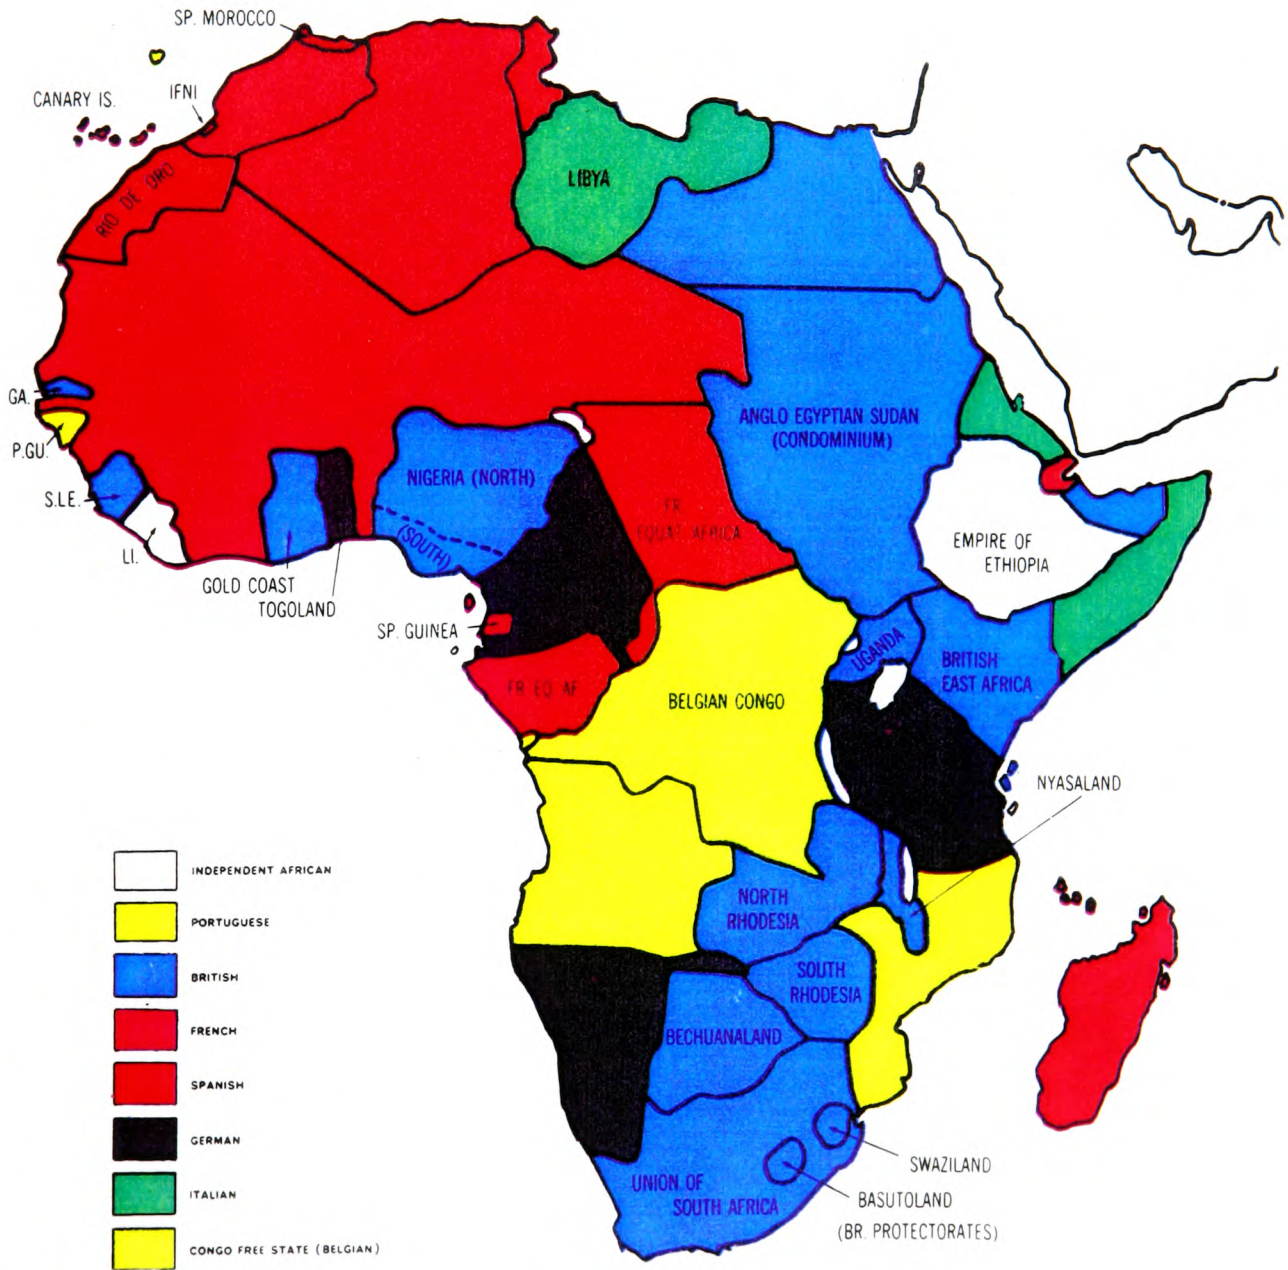 SP. MOROCCO
CANARY IS.
IFNI
RIO DE ORO
LIBYA
GA.
P.GU.
S.LE.
LI.
GOLD COAST
TOGOLAND
NIGERIA (NORTH)
(SOUTH)
SP. GUINEA
FR.
EQUAT. AFRICA
FR. EQ. AF.
ANGLO EGYPTIAN SUDAN
(CONDOMINIUM)
EMPIRE OF
ETHIOPIA
UGANDA
BRITISH
EAST AFRICA
BELGIAN CONGO
NYASALAND
NORTH
RHODESIA
SOUTH
RHODESIA
BECHUANALAND
UNION OF
SOUTH AFRICA
SWAZILAND
BASUTOLAND
(BR. PROTECTORATES)
INDEPENDENT AFRICAN
PORTUGUESE
BRITISH
FRENCH
SPANISH
GERMAN
ITALIAN
CONGO FREE STATE (BELGIAN)